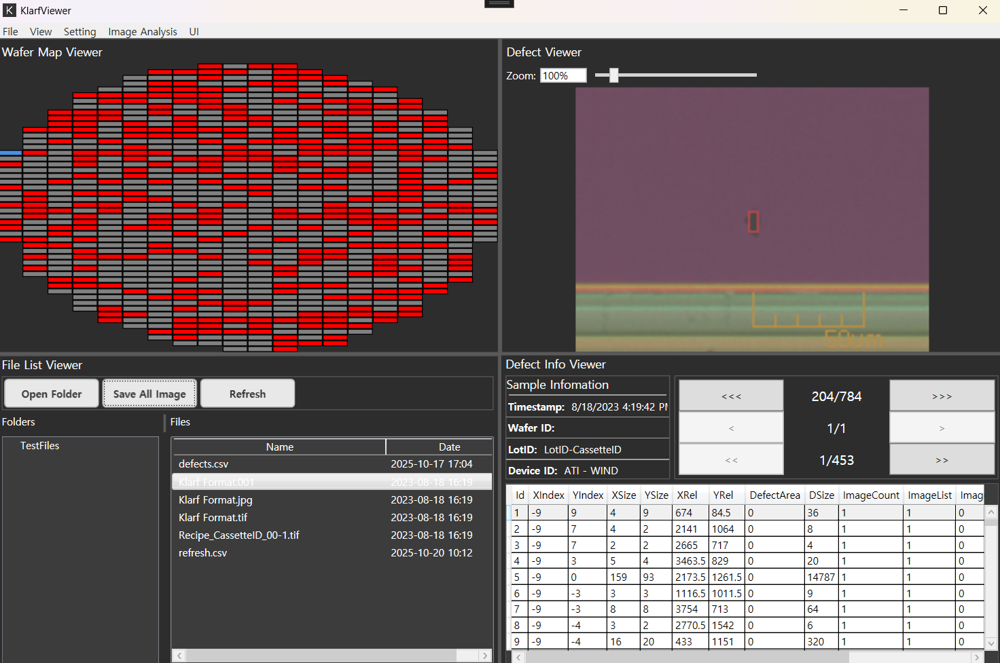 K KlarfViewer
File View Setting Image Analysis UI
Wafer Map Viewer
Defect Viewer
Zoom: 100%
50um
File List Viewer
Open Folder Save All Image Refresh
Folders
TestFiles
Files
Name Date
defects.csv 2025-10-17 17:04
Klarf Format.001 2023-08-18 16:19
Klarf Format.jpg 2023-08-18 16:19
Klarf Format.tif 2023-08-18 16:19
Recipe_CassetteID_00-1.tif 2023-08-18 16:19
refresh.csv 2025-10-20 10:12
Defect Info Viewer
Sample Infomation
Timestamp: 8/18/2023 4:19:42 PM
Wafer ID:
LotID: LotID-CassetteID
Device ID: ATI - WIND
<<< 204/784 >>>
< 1/1 >
<< 1/453 >>
Id XIndex YIndex XSize YSize XRel YRel DefectArea DSize ImageCount ImageList Imag
1 -9 9 4 9 674 84.5 0 36 1 1 0
2 -9 7 4 2 2141 1064 0 8 1 1 0
3 -9 7 2 2 2665 717 0 4 1 1 0
4 -9 3 5 4 3463.5 829 0 20 1 1 0
5 -9 0 159 93 2173.5 1261.5 0 14787 1 1 0
6 -9 -3 3 3 1116.5 1011.5 0 9 1 1 0
7 -9 -3 8 8 3754 713 0 64 1 1 0
8 -9 -4 3 2 2770.5 1542 0 6 1 1 0
9 -9 -4 16 20 433 1151 0 320 1 1 0